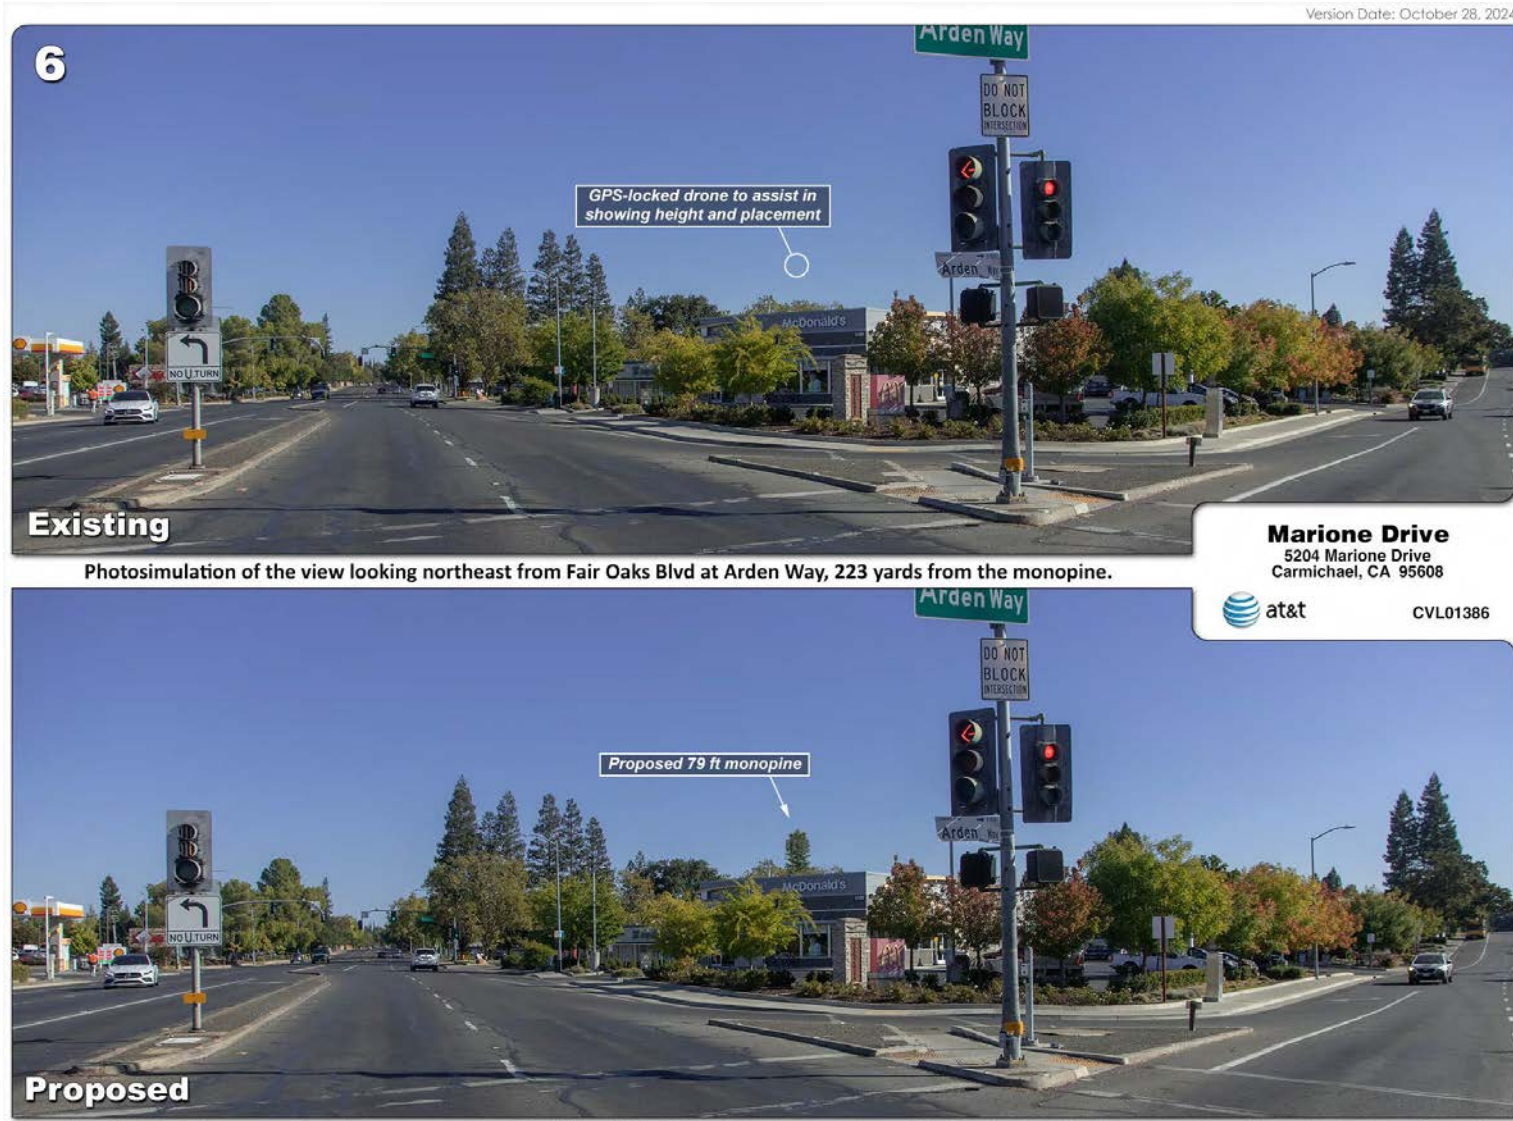 Version Date: October 28, 2024
6
Arden Way
DO NOT
BLOCK
INTERSECTION
GPS-locked drone to assist in
showing height and placement
Arden Way
McDonald's
NO U TURN
Existing
Marione Drive
5204 Marione Drive
Carmichael, CA 95608
at&t
CVL01386
Photosimulation of the view looking northeast from Fair Oaks Blvd at Arden Way, 223 yards from the monopine.
Arden Way
DO NOT
BLOCK
INTERSECTION
Proposed 79 ft monopine
Arden Way
McDonald's
NO U TURN
Proposed